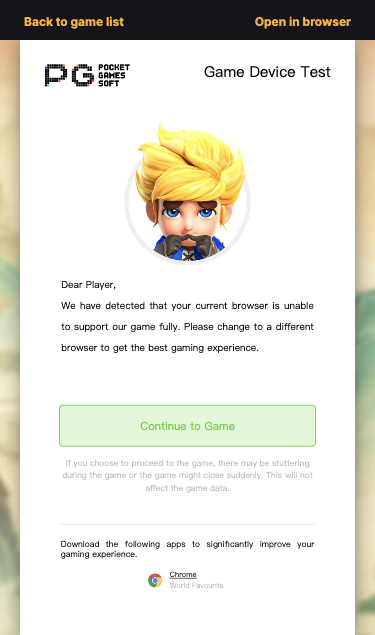 Back to game list
Open in browser
PG POCKET GAMES SOFT
Game Device Test
Dear Player,
We have detected that your current browser is unable
to support our game fully. Please change to a different
browser to get the best gaming experience.
Continue to Game
If you choose to proceed to the game, there may be stuttering
during the game or the game might close suddenly. This will not
affect the game data.
Download the following apps to significantly improve your
gaming experience.
Chrome
World Favourite